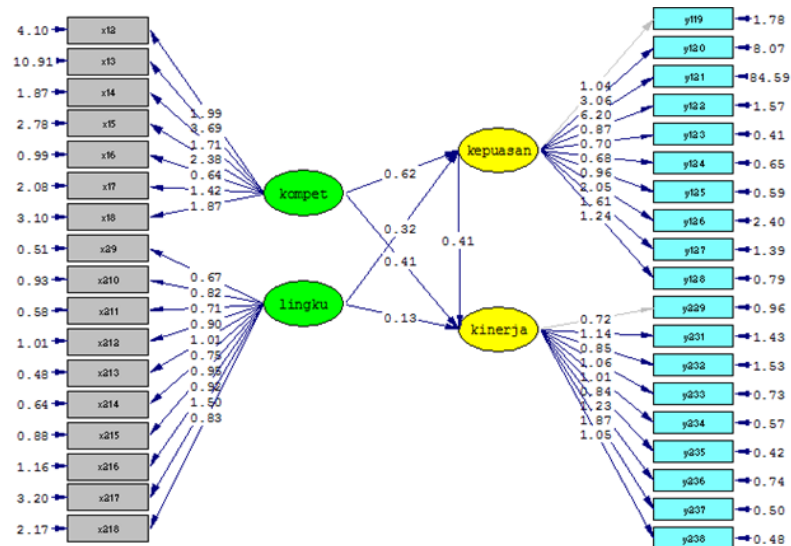 4.10 x12
10.91 x13
1.87 x14
2.78 x15
0.99 x16
2.08 x17
3.10 x18
0.51 x29
0.93 x210
0.58 x211
1.01 x212
0.48 x213
0.64 x214
0.88 x215
1.16 x216
3.20 x217
2.17 x218
1.99
3.69
1.71
2.38
0.64
1.42
1.87
0.67
0.82
0.71
0.90
1.01
0.95
0.92
1.50
0.83
kompet
lingku
0.62
0.32
0.41
0.13
0.41
kepuasan
kinerja
1.04
3.06
6.20
0.87
0.70
0.68
0.96
2.05
1.61
1.24
0.72
1.14
0.85
1.06
1.01
0.84
1.23
1.87
1.05
y119 1.78
y120 8.07
y121 84.59
y122 1.57
y123 0.41
y124 0.65
y125 0.59
y126 2.40
y127 1.39
y128 0.79
y229 0.96
y231 1.43
y232 1.53
y233 0.73
y234 0.57
y235 0.42
y236 0.74
y237 0.50
y238 0.48